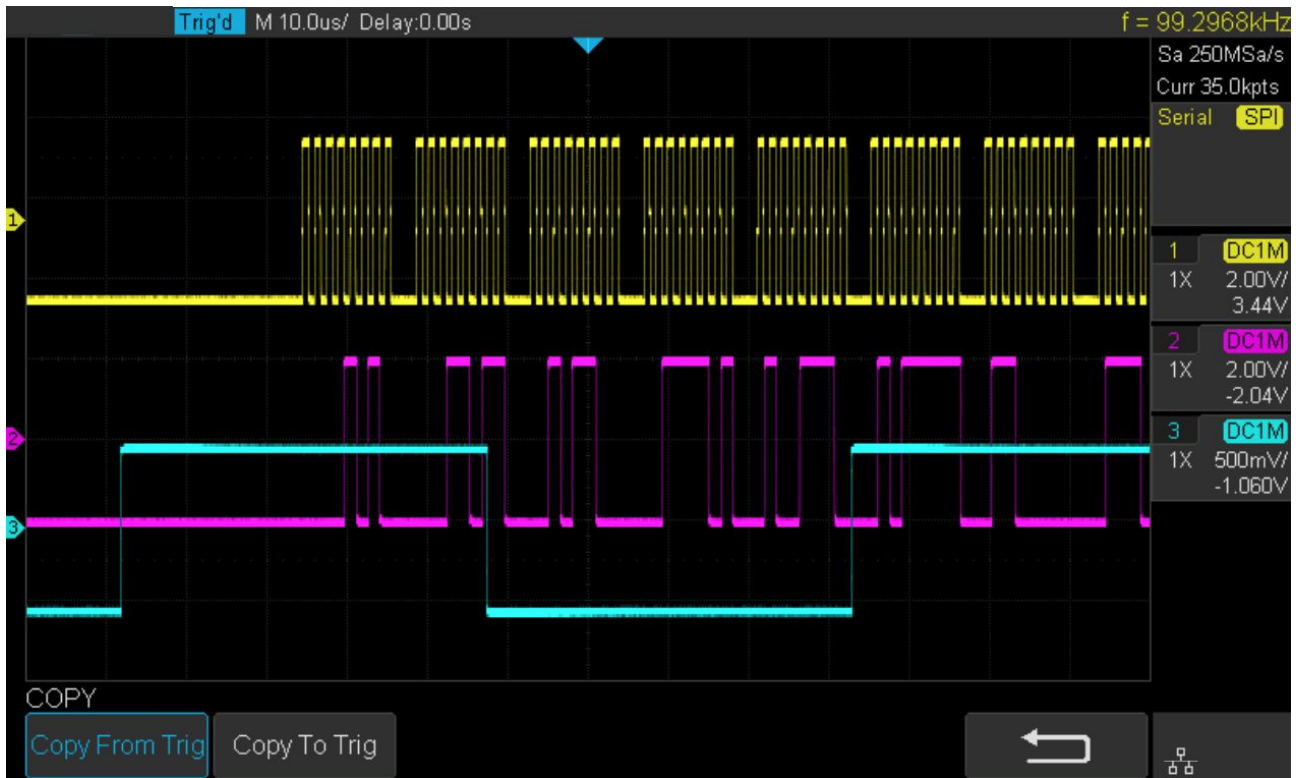 Trig'd M 10.0us/ Delay:0.00s f = 99.2968kHz
Sa 250MSa/s
Curr 35.0kpts
Serial SPI
1 DC1M
1X 2.00V/
3.44V
2 DC1M
1X 2.00V/
-2.04V
3 DC1M
1X 500mV/
-1.060V
1
2
3
COPY
Copy From Trig Copy To Trig